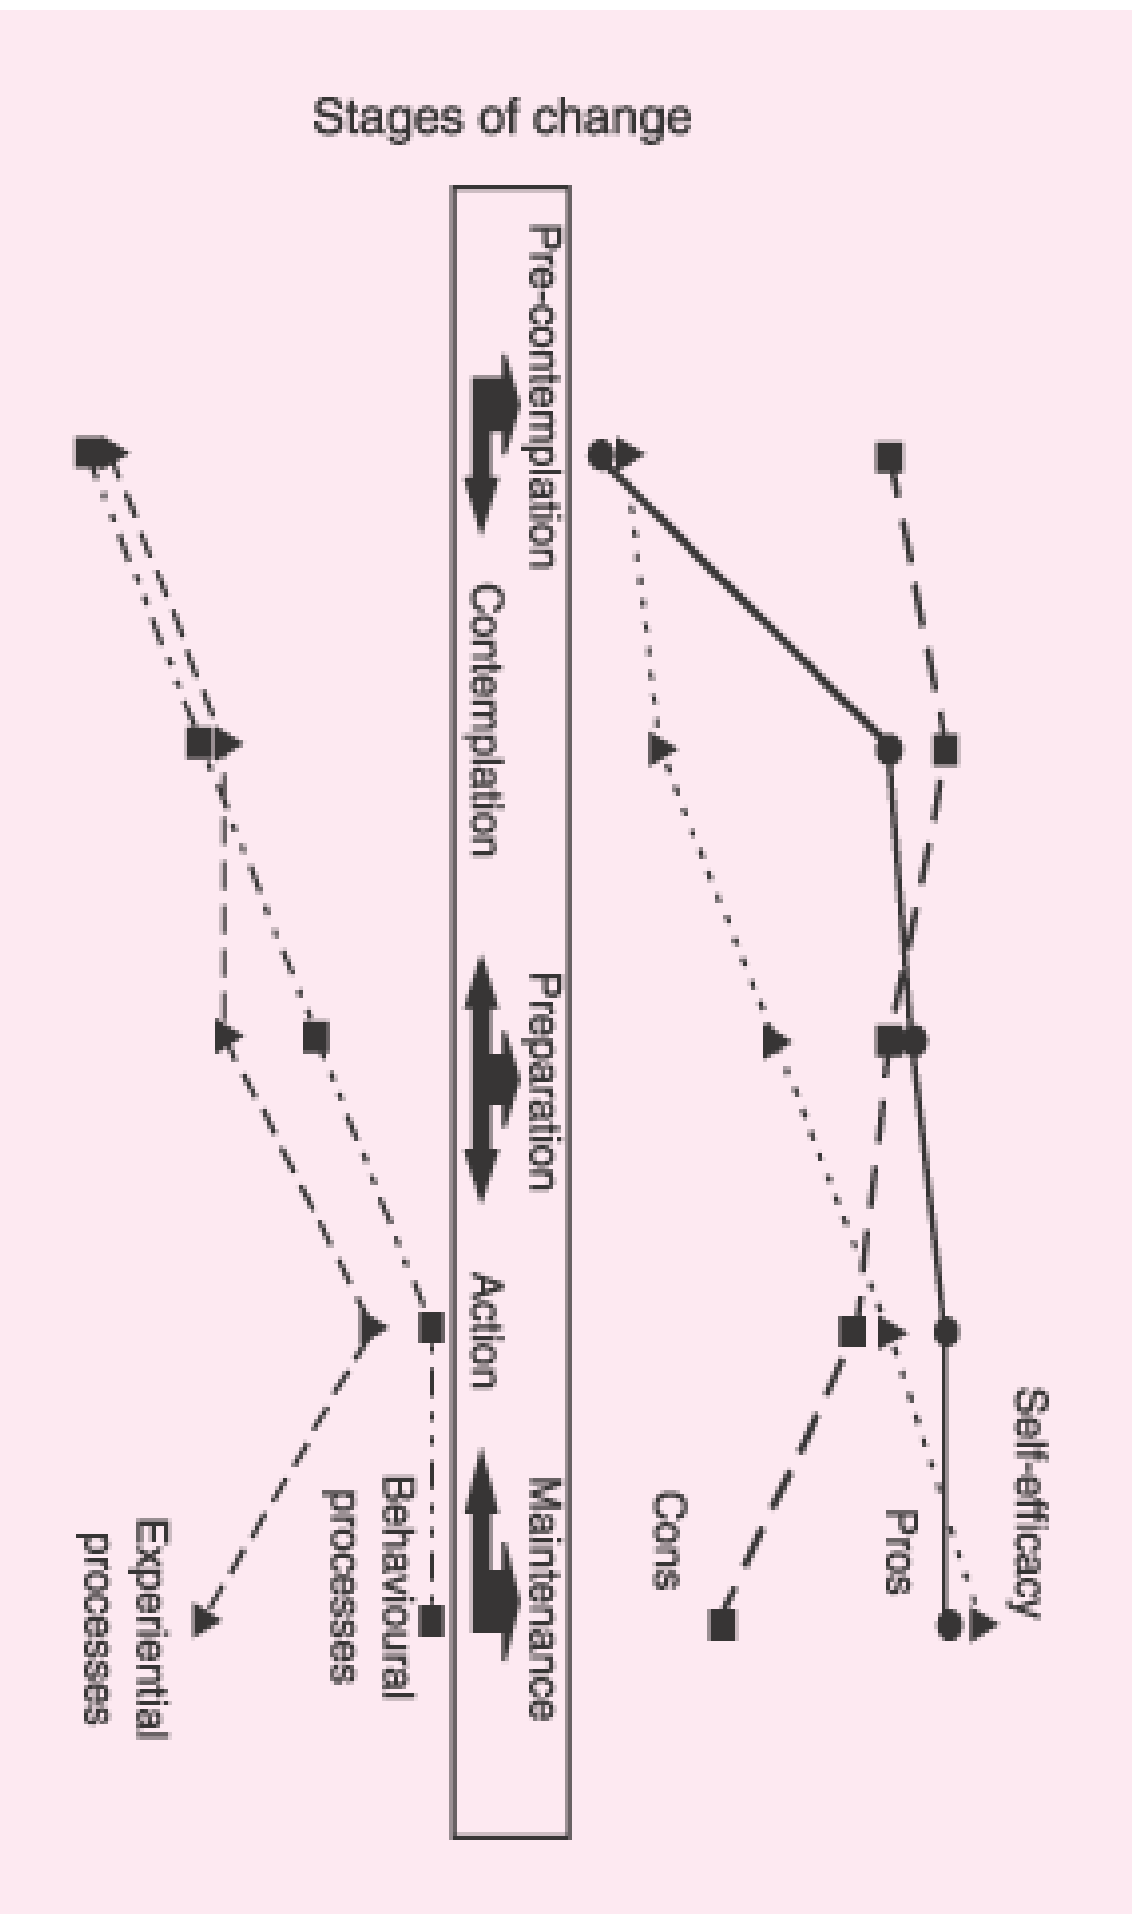 Stages of change
Pre-contemplation
Contemplation
Preparation
Action
Maintenance
Self-efficacy
Pros
Cons
Behavioural
processes
Experiential
processes